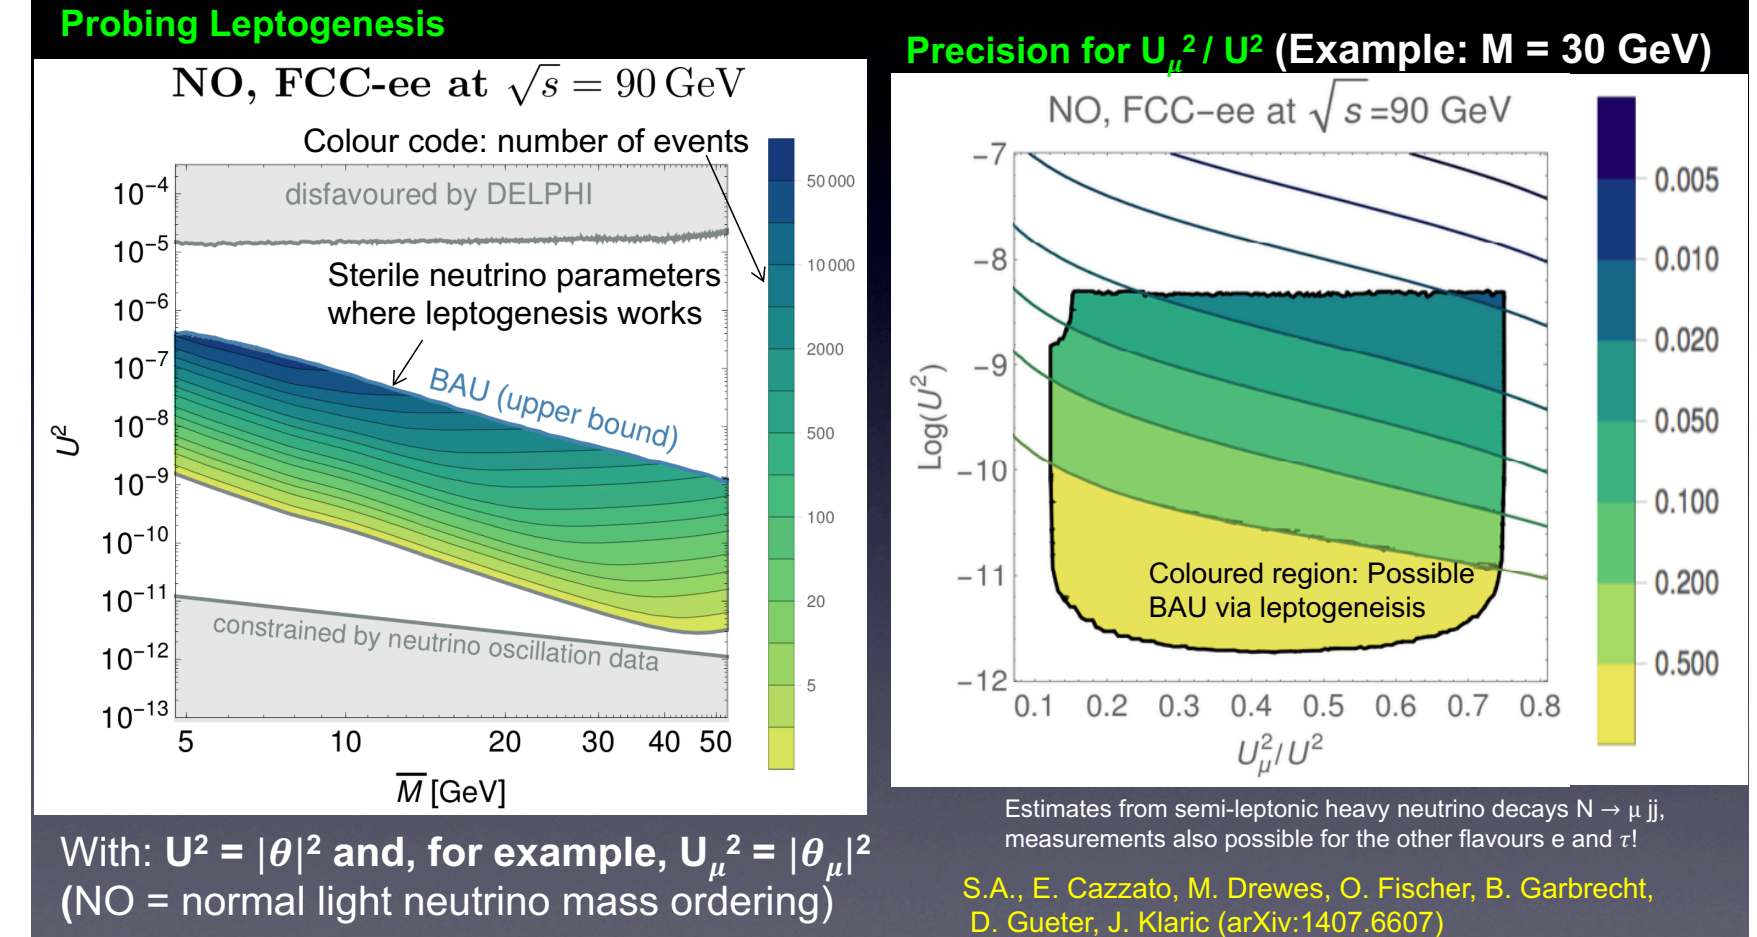 Probing Leptogenesis
NO, FCC-ee at √s = 90 GeV
Colour code: number of events
disfavoured by DELPHI
Sterile neutrino parameters
where leptogenesis works
BAU (upper bound)
constrained by neutrino oscillation data
U²
10⁻⁴
10⁻⁵
10⁻⁶
10⁻⁷
10⁻⁸
10⁻⁹
10⁻¹⁰
10⁻¹¹
10⁻¹²
10⁻¹³
5 10 20 30 40 50
M̅ [GeV]
50 000
10 000
2000
500
100
20
5
With: U² = |θ|² and, for example, Uμ² = |θμ|²
(NO = normal light neutrino mass ordering)
Precision for Uμ² / U² (Example: M = 30 GeV)
NO, FCC−ee at √s =90 GeV
Log(U²)
−7
−8
−9
−10
−11
−12
Coloured region: Possible
BAU via leptogeneisis
0.1 0.2 0.3 0.4 0.5 0.6 0.7 0.8
Uμ²/U²
0.005
0.010
0.020
0.050
0.100
0.200
0.500
Estimates from semi-leptonic heavy neutrino decays N → μ jj,
measurements also possible for the other flavours e and τ!
S.A., E. Cazzato, M. Drewes, O. Fischer, B. Garbrecht,
D. Gueter, J. Klaric (arXiv:1407.6607)